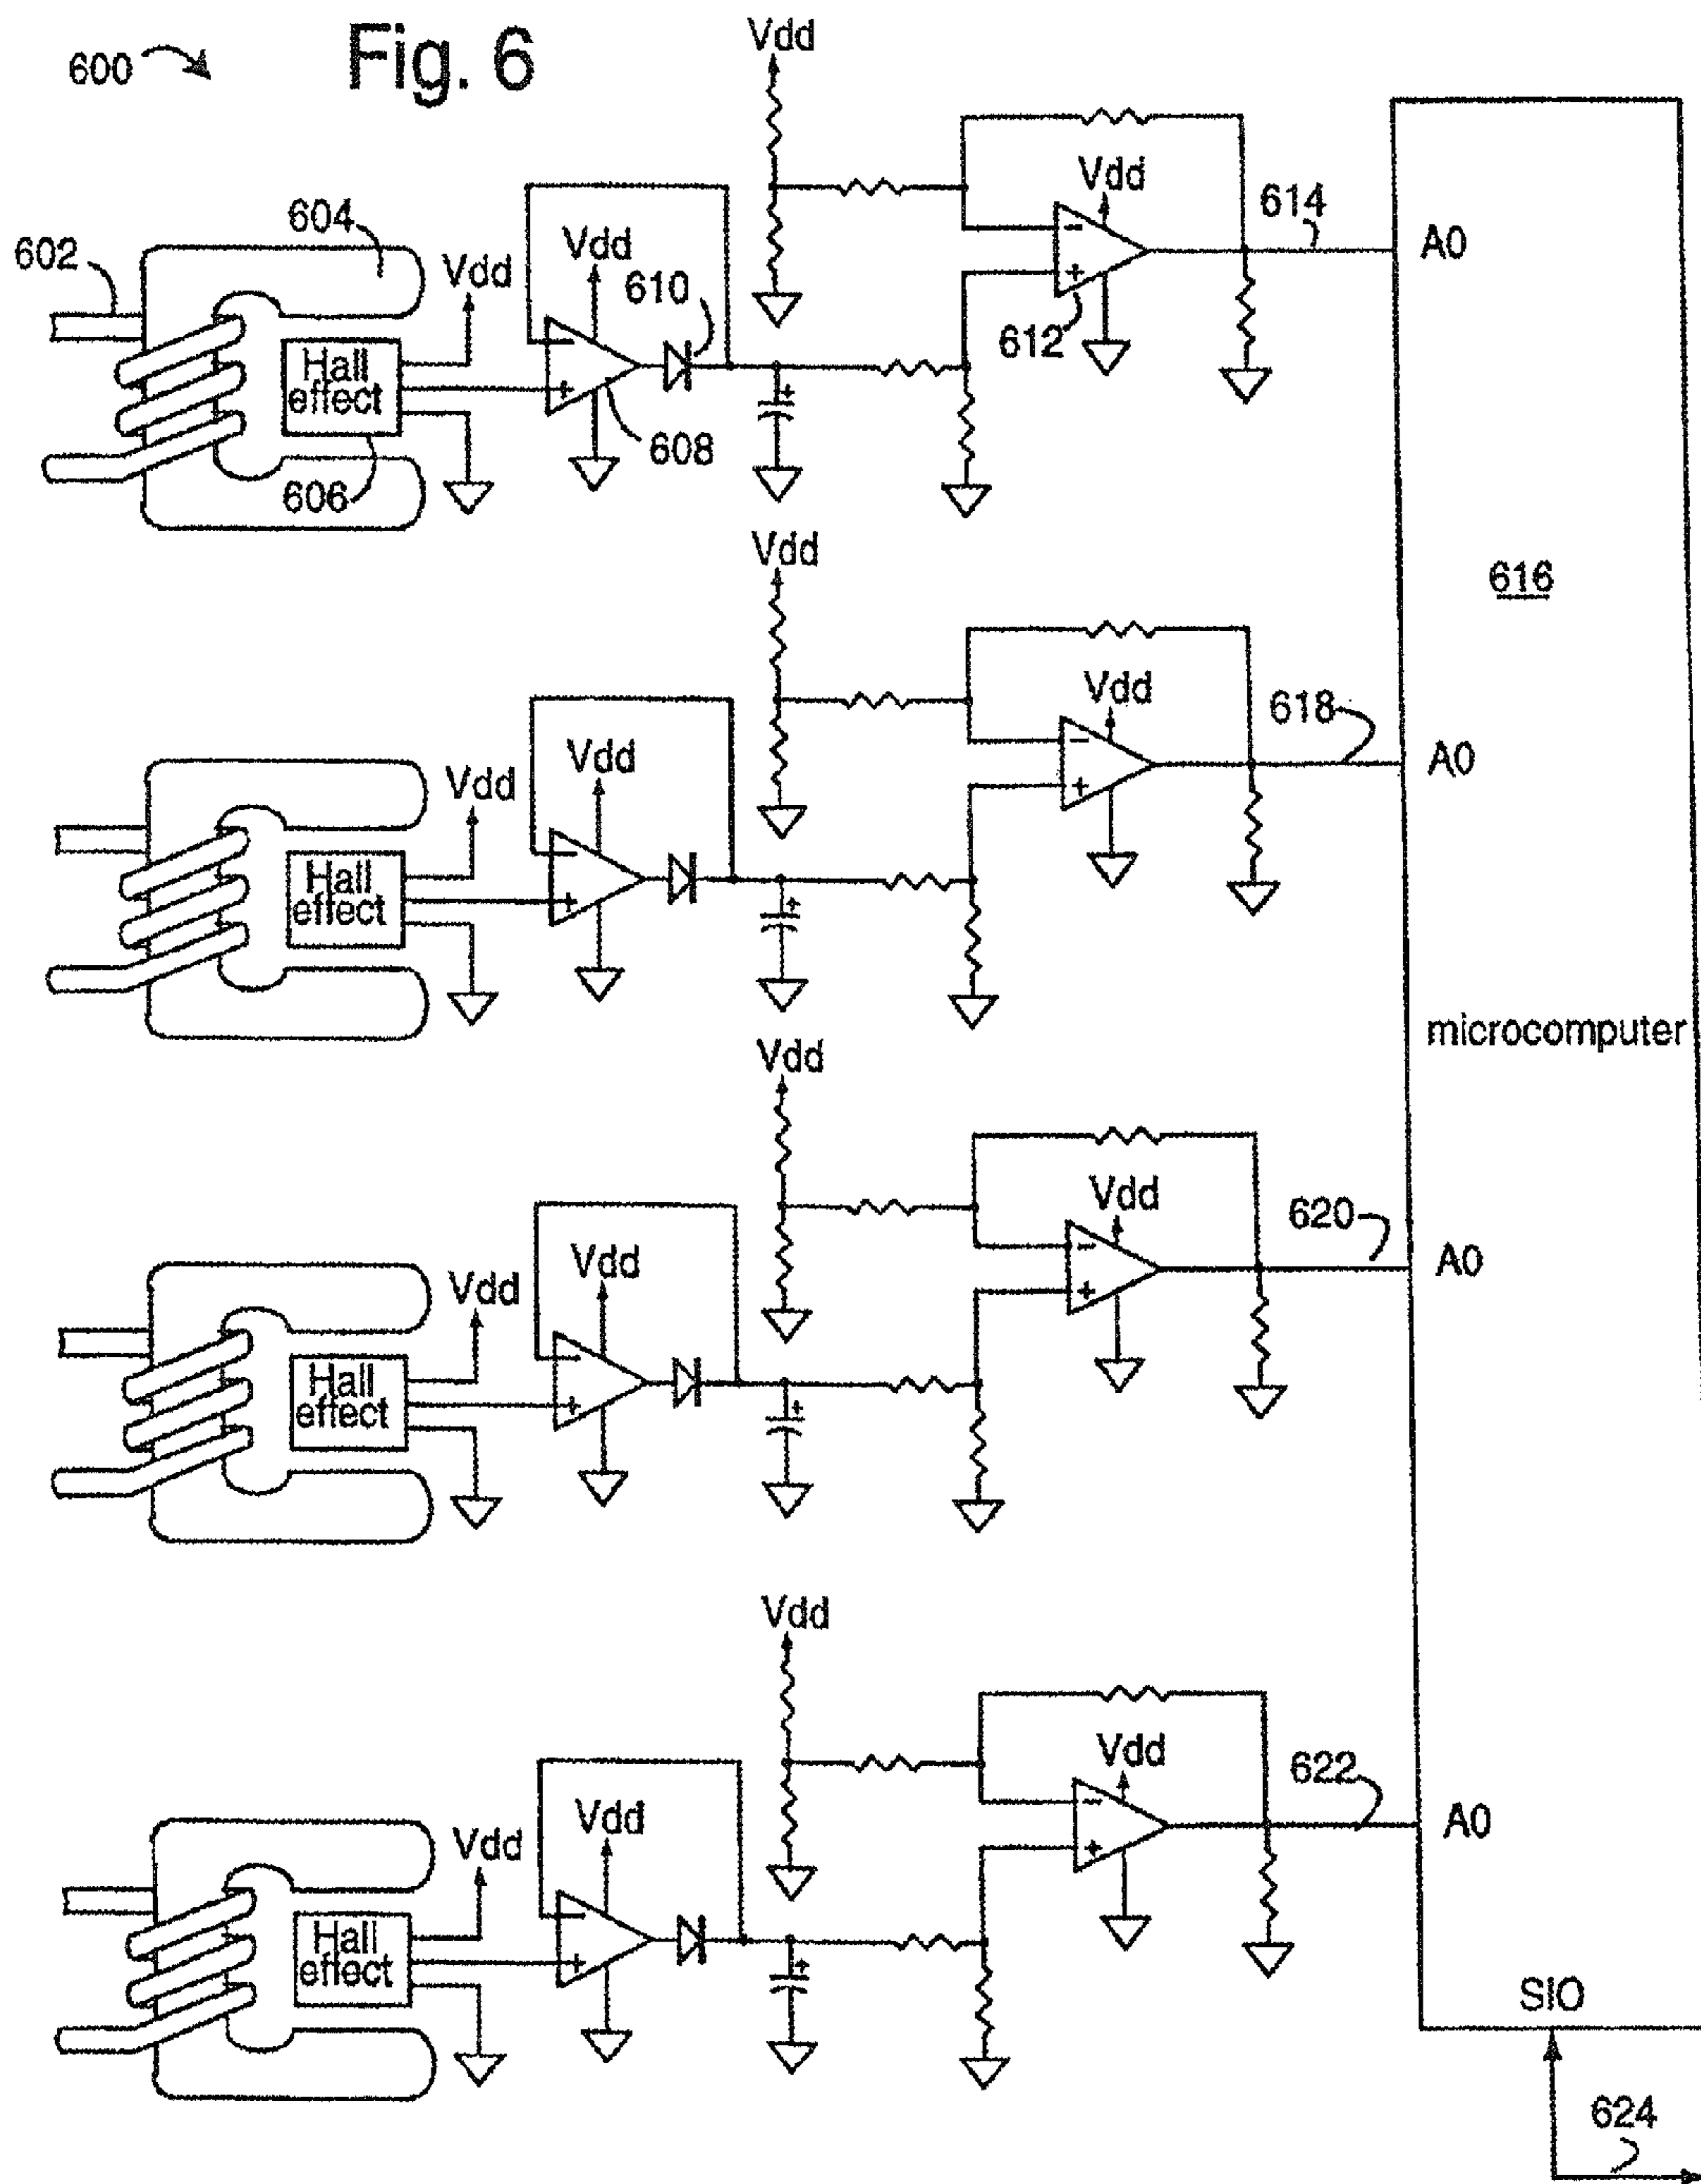 Fig. 6
600
Vdd
Vdd
614
A0
604
602
Vdd
Vdd
610
612
Hall
effect
608
606
Vdd
616
Vdd
618
A0
Vdd
Vdd
Hall
effect
microcomputer
Vdd
Vdd
620
A0
Vdd
Vdd
Hall
effect
Vdd
Vdd
622
A0
Vdd
Vdd
Hall
effect
SIO
624